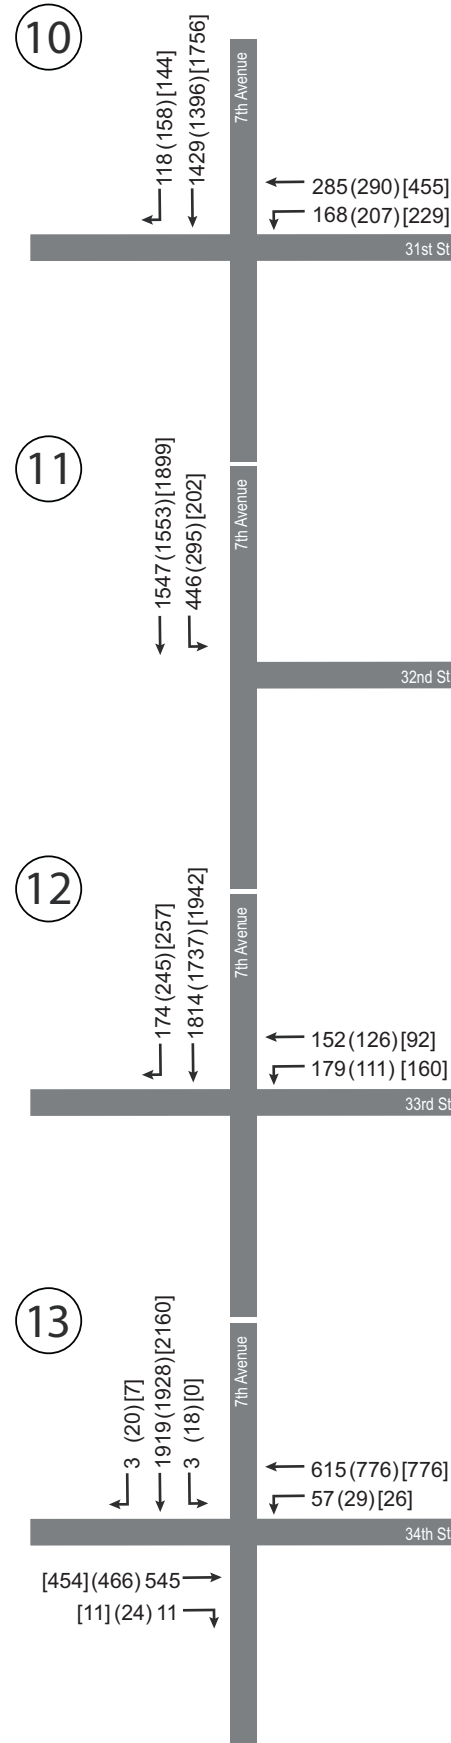 10
118(158)[144]
1429(1396)[1756]
7th Avenue
285(290)[455]
168(207)[229]
31st St
11
1547(1553)[1899]
446(295)[202]
7th Avenue
32nd St
12
174(245)[257]
1814(1737)[1942]
7th Avenue
152(126)[92]
179(111) [160]
33rd St
13
3 (20)[7]
1919(1928)[2160]
3 (18)[0]
7th Avenue
615(776)[776]
57(29)[26]
34th St
[454](466) 545
[11](24) 11